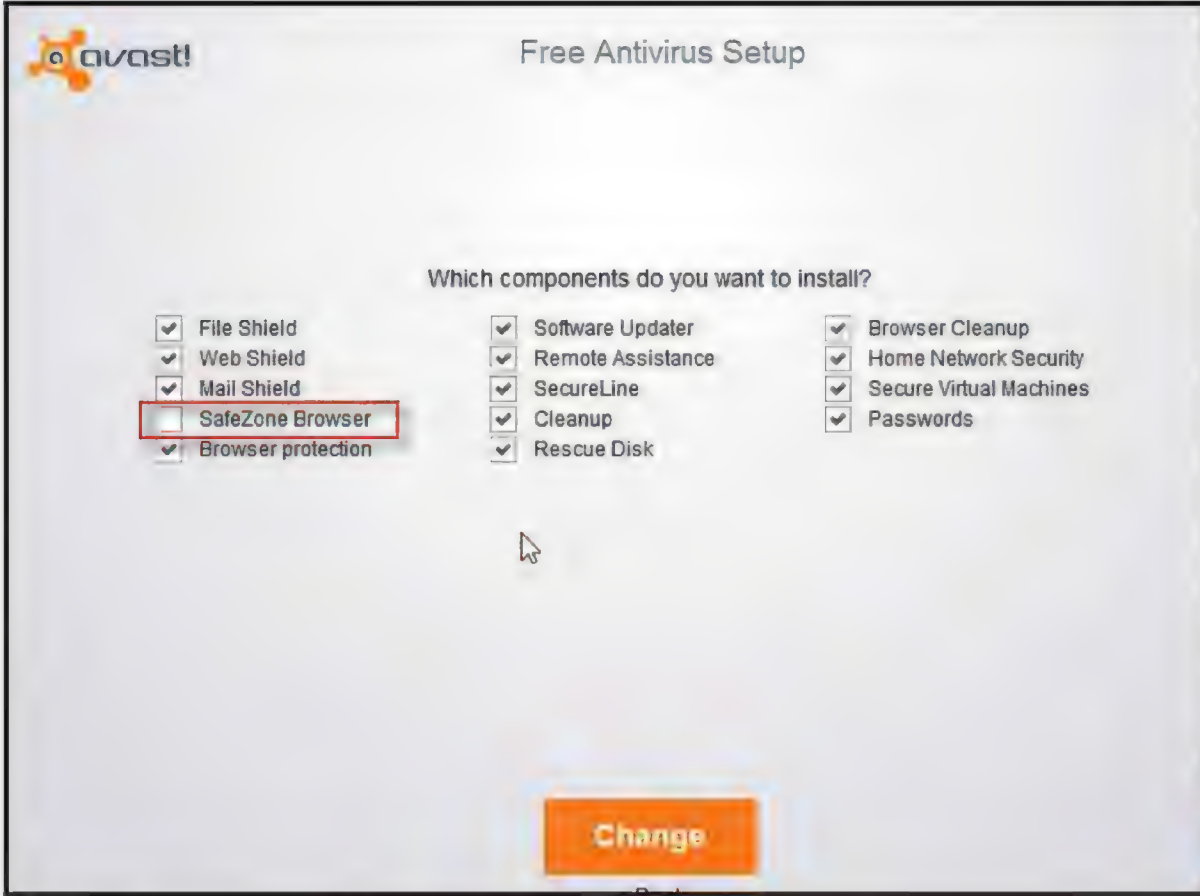 avast!
Free Antivirus Setup
Which components do you want to install?
File Shield
Web Shield
Mail Shield
SafeZone Browser
Browser protection
Software Updater
Remote Assistance
SecureLine
Cleanup
Rescue Disk
Browser Cleanup
Home Network Security
Secure Virtual Machines
Passwords
Change